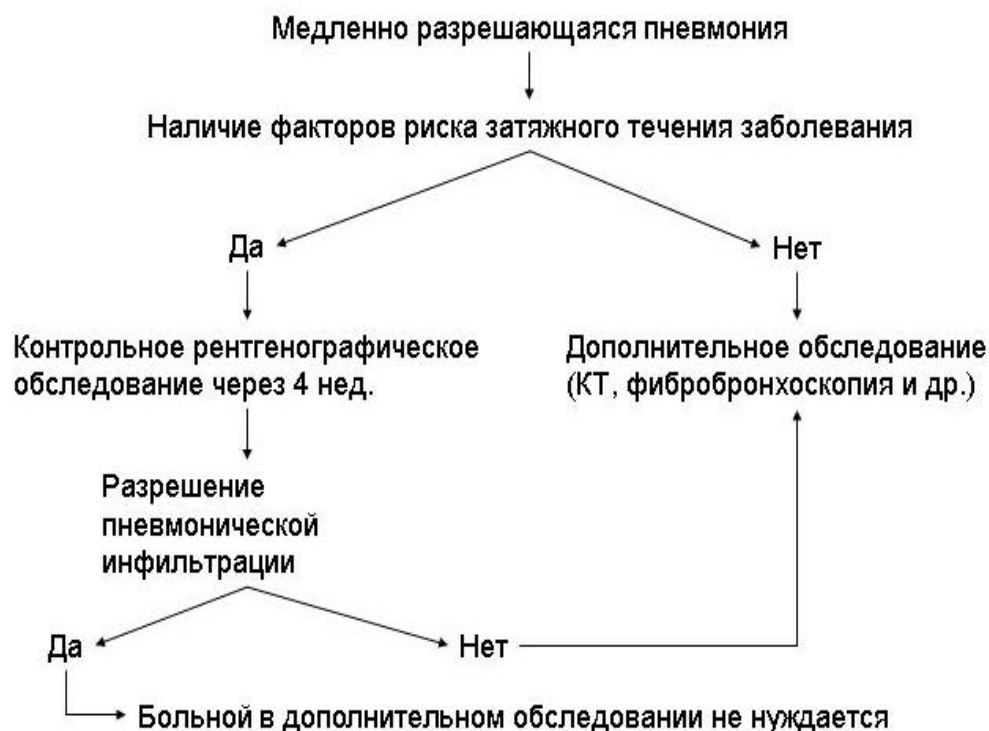 Медленно разрешающаяся пневмония
Наличие факторов риска затяжного течения заболевания
Да
Нет
Контрольное рентгенографическое
обследование через 4 нед.
Дополнительное обследование
(КТ, фибробронхоскопия и др.)
Разрешение
пневмонической
инфильтрации
Да
Нет
Больной в дополнительном обследовании не нуждается